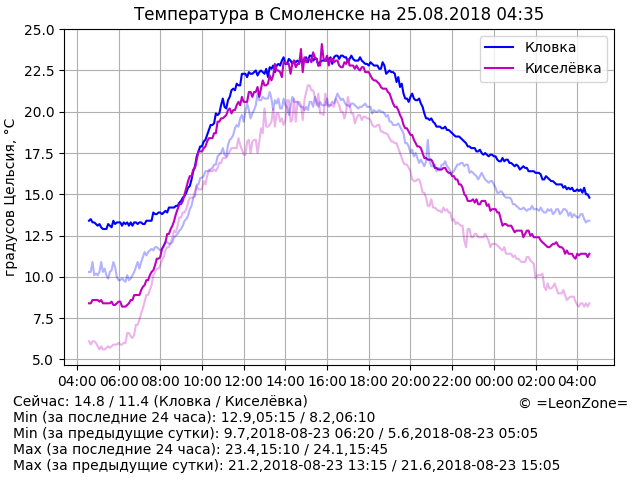 Температура в Смоленске на 25.08.2018 04:35
25.0
22.5
20.0
17.5
15.0
12.5
10.0
7.5
5.0
градусов Цельсия, °C
Кловка
Киселёвка
04:00 06:00 08:00 10:00 12:00 14:00 16:00 18:00 20:00 22:00 00:00 02:00 04:00
Сейчас: 14.8 / 11.4 (Кловка / Киселёвка)
© =LeonZone=
Min (за последние 24 часа): 12.9,05:15 / 8.2,06:10
Min (за предыдущие сутки): 9.7,2018-08-23 06:20 / 5.6,2018-08-23 05:05
Max (за последние 24 часа): 23.4,15:10 / 24.1,15:45
Max (за предыдущие сутки): 21.2,2018-08-23 13:15 / 21.6,2018-08-23 15:05